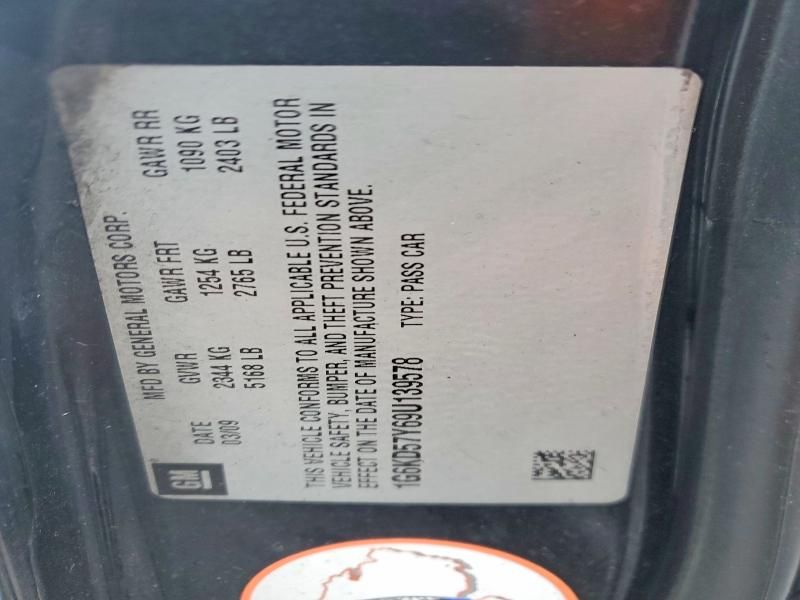 GM
MFD BY GENERAL MOTORS CORP.
DATE GVWR GAWR FRT GAWR RR
03/09 2344 KG 1254 KG 1090 KG
5168 LB 2765 LB 2403 LB
THIS VEHICLE CONFORMS TO ALL APPLICABLE U.S. FEDERAL MOTOR
VEHICLE SAFETY, BUMPER, AND THEFT PREVENTION STANDARDS IN
EFFECT ON THE DATE OF MANUFACTURE SHOWN ABOVE.
1G6KD57Y69U139578 TYPE: PASS CAR